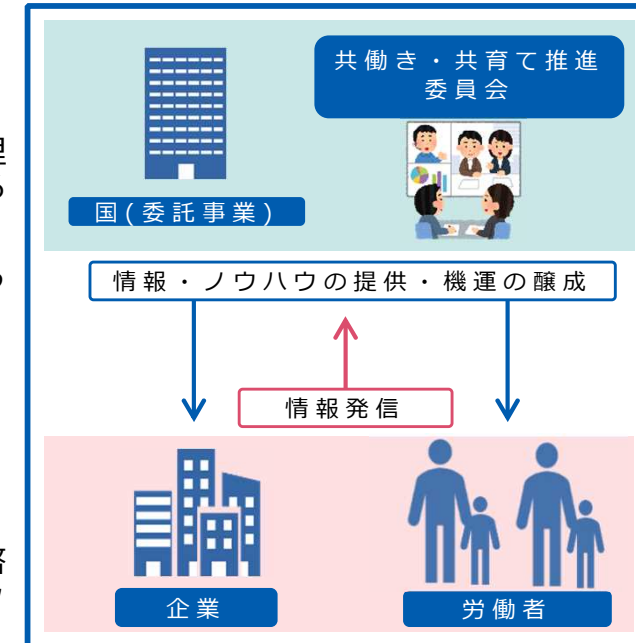 共働き・共育て推進
委員会
国(委託事業)
情報・ノウハウの提供・機運の醸成
情報発信
企業
労働者